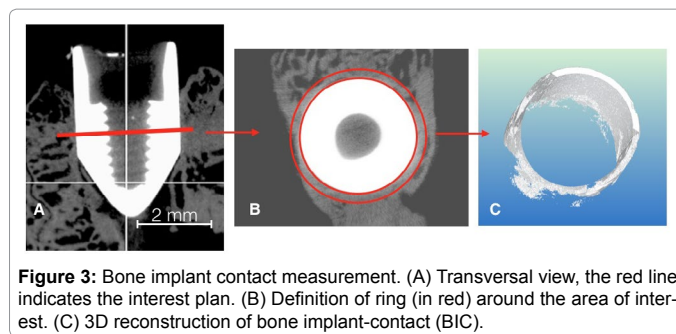 A
2 mm
B
C
Figure 3: Bone implant contact measurement. (A) Transversal view, the red line
indicates the interest plan. (B) Definition of ring (in red) around the area of inter-
est. (C) 3D reconstruction of bone implant-contact (BIC).